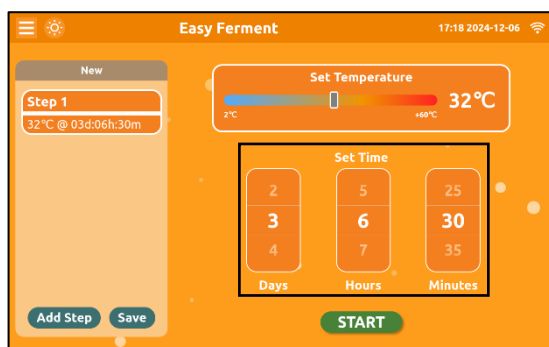 Easy Ferment
17:18 2024-12-06
New
Step 1
32°C @ 03d:06h:30m
Add Step
Save
Set Temperature
2°C
+60°C
32°C
Set Time
2
5
25
3
6
30
4
7
35
Days
Hours
Minutes
START